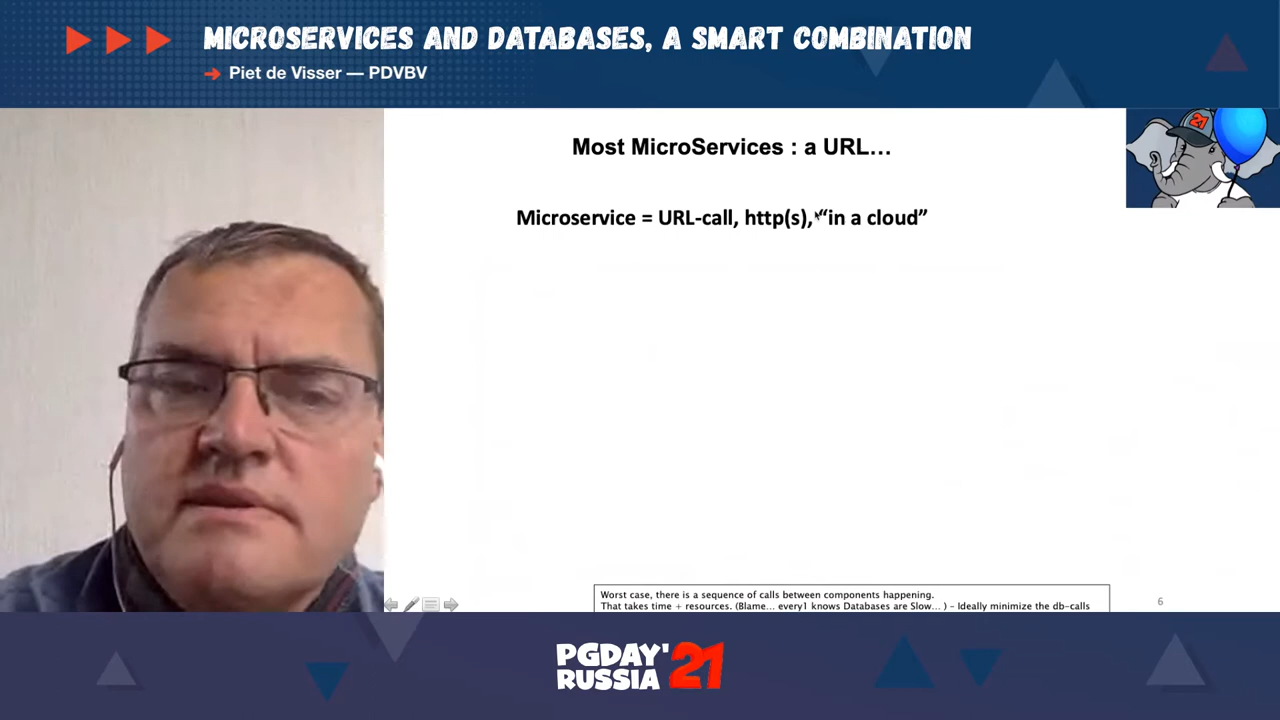 MICROSERVICES AND DATABASES, A SMART COMBINATION
Piet de Visser — PDVBV
21
Most MicroServices : a URL…
Microservice = URL-call, http(s), “in a cloud”
Worst case, there is a sequence of calls between components happening.
That takes time + resources. (Blame… every1 knows Databases are Slow… ) – Ideally minimize the db-calls
6
PGDAY'21
RUSSIA